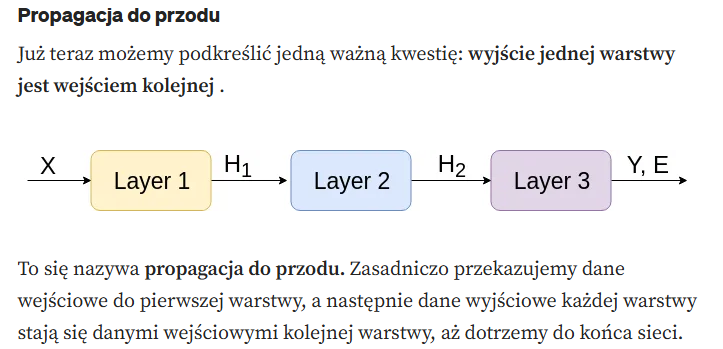 Propagacja do przodu
Już teraz możemy podkreślić jedną ważną kwestię: wyjście jednej warstwy
jest wejściem kolejnej .
X Layer 1 H1 Layer 2 H2 Layer 3 Y, E
To się nazywa propagacja do przodu. Zasadniczo przekazujemy dane
wejściowe do pierwszej warstwy, a następnie dane wyjściowe każdej warstwy
stają się danymi wejściowymi kolejnej warstwy, aż dotrzemy do końca sieci.